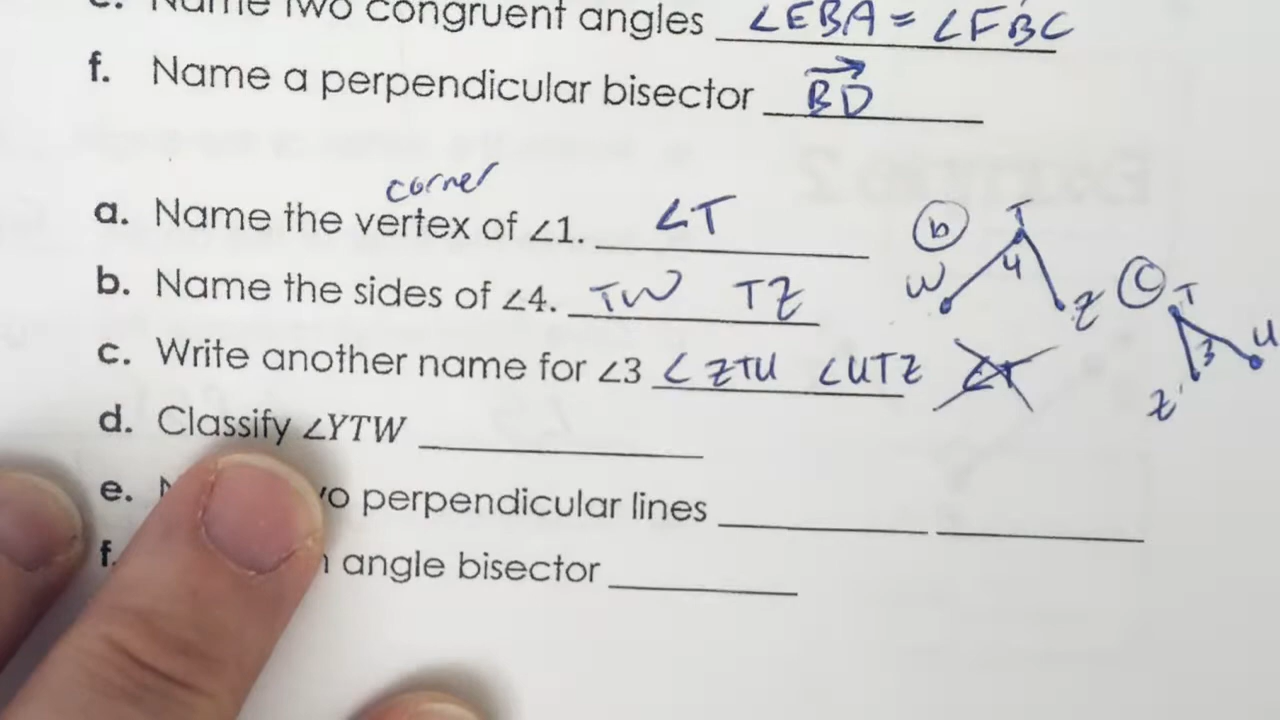 Name two congruent angles ∠EBA = ∠FBC
f. Name a perpendicular bisector BD
corner
a. Name the vertex of ∠1. ∠T
b. Name the sides of ∠4. TW TZ
c. Write another name for ∠3 ∠ZTU ∠UTZ
d. Classify ∠YTW
e. perpendicular lines
f. angle bisector
b
T
W 4 Z
C
T
3 U
Z